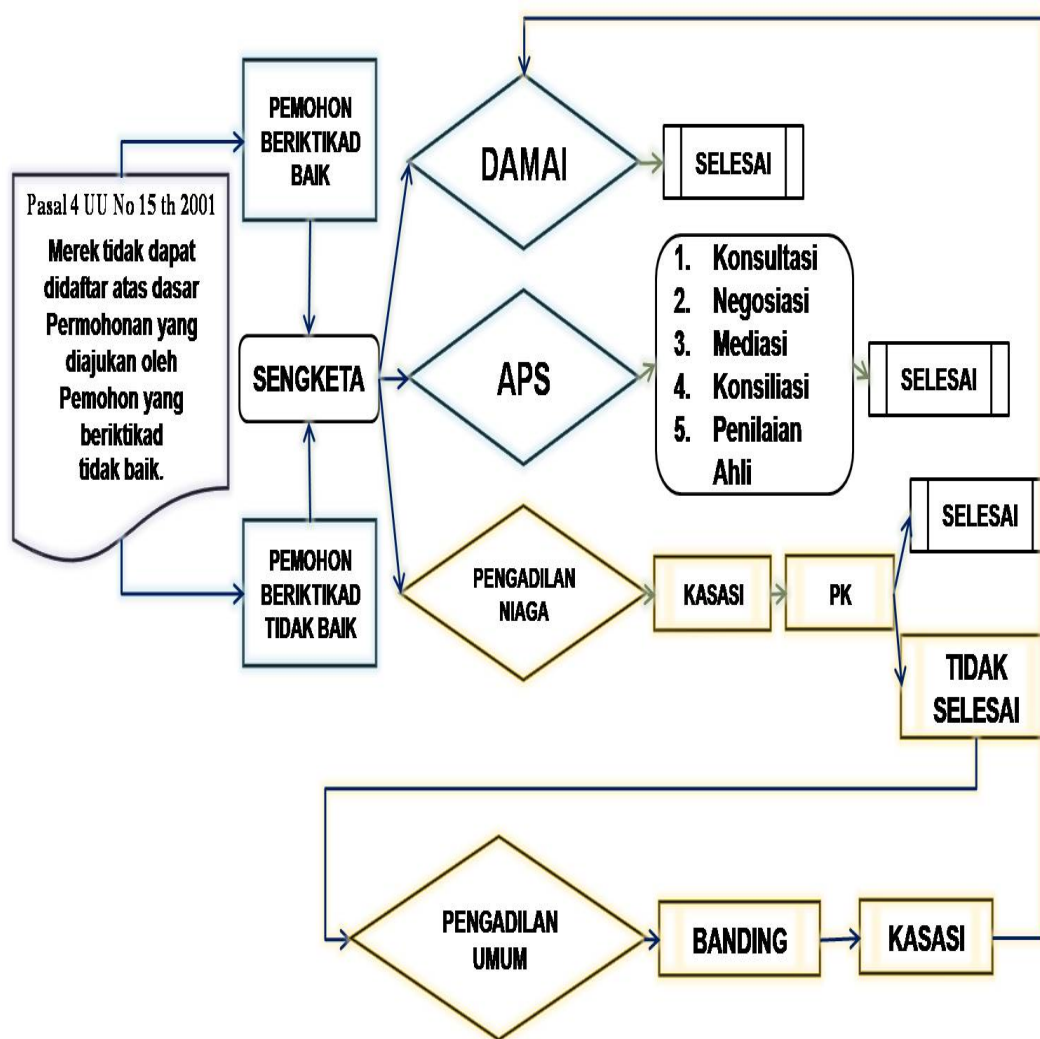 Pasal 4 UU No 15 th 2001
Merek tidak dapat
didaftar atas dasar
Permohonan yang
diajukan oleh
Pemohon yang
beriktikad
tidak baik.
PEMOHON
BERIKTIKAD
BAIK
SENGKETA
PEMOHON
BERIKTIKAD
TIDAK BAIK
DAMAI
SELESAI
APS
1. Konsultasi
2. Negosiasi
3. Mediasi
4. Konsiliasi
5. Penilaian
Ahli
SELESAI
PENGADILAN
NIAGA
KASASI
PK
SELESAI
TIDAK
SELESAI
PENGADILAN
UMUM
BANDING
KASASI